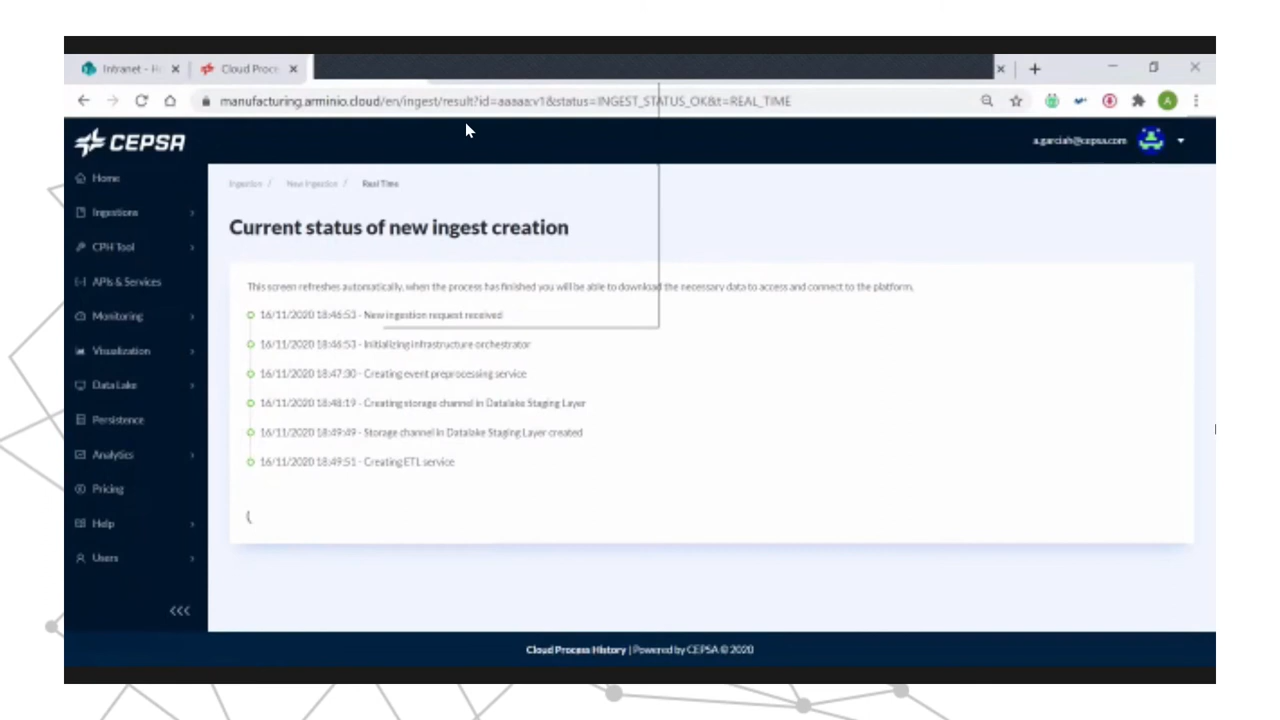 Intranet - H
Cloud Proce
manufacturing.arminio.cloud/en/ingest/result?id=aaaaa:v1&status=INGEST_STATUS_OK&t=REAL_TIME
CEPSA
a.garciah@cepsa.com
Home
Ingestions
CPH Tool
APIs & Services
Monitoring
Visualization
Data Lake
Persistence
Analytics
Pricing
Help
Users
<<<
Ingestion / New Ingestion / Real Time
Current status of new ingest creation
This screen refreshes automatically, when the process has finished you will be able to download the necessary data to access and connect to the platform.
16/11/2020 18:46:53 - New ingestion request received
16/11/2020 18:46:53 - Initializing infrastructure orchestrator
16/11/2020 18:47:30 - Creating event preprocessing service
16/11/2020 18:48:19 - Creating storage channel in Datalake Staging Layer
16/11/2020 18:49:49 - Storage channel in Datalake Staging Layer created
16/11/2020 18:49:51 - Creating ETL service
Cloud Process History | Powered by CEPSA © 2020